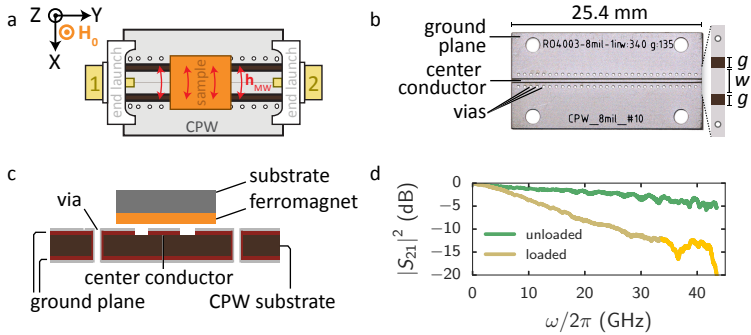 a
Z
Y
X
H₀
1
end launch
sample
h_MW
end launch
2
CPW
b
25.4 mm
ground
plane
center
conductor
vias
RO4003-8mil-1inw:340 g:135
CPW__8mil__#10
g
w
g
c
via
substrate
ferromagnet
center conductor
ground plane
CPW substrate
d
|S₂₁|² (dB)
0
−5
−10
−15
−20
unloaded
loaded
0
10
20
30
40
ω/2π (GHz)